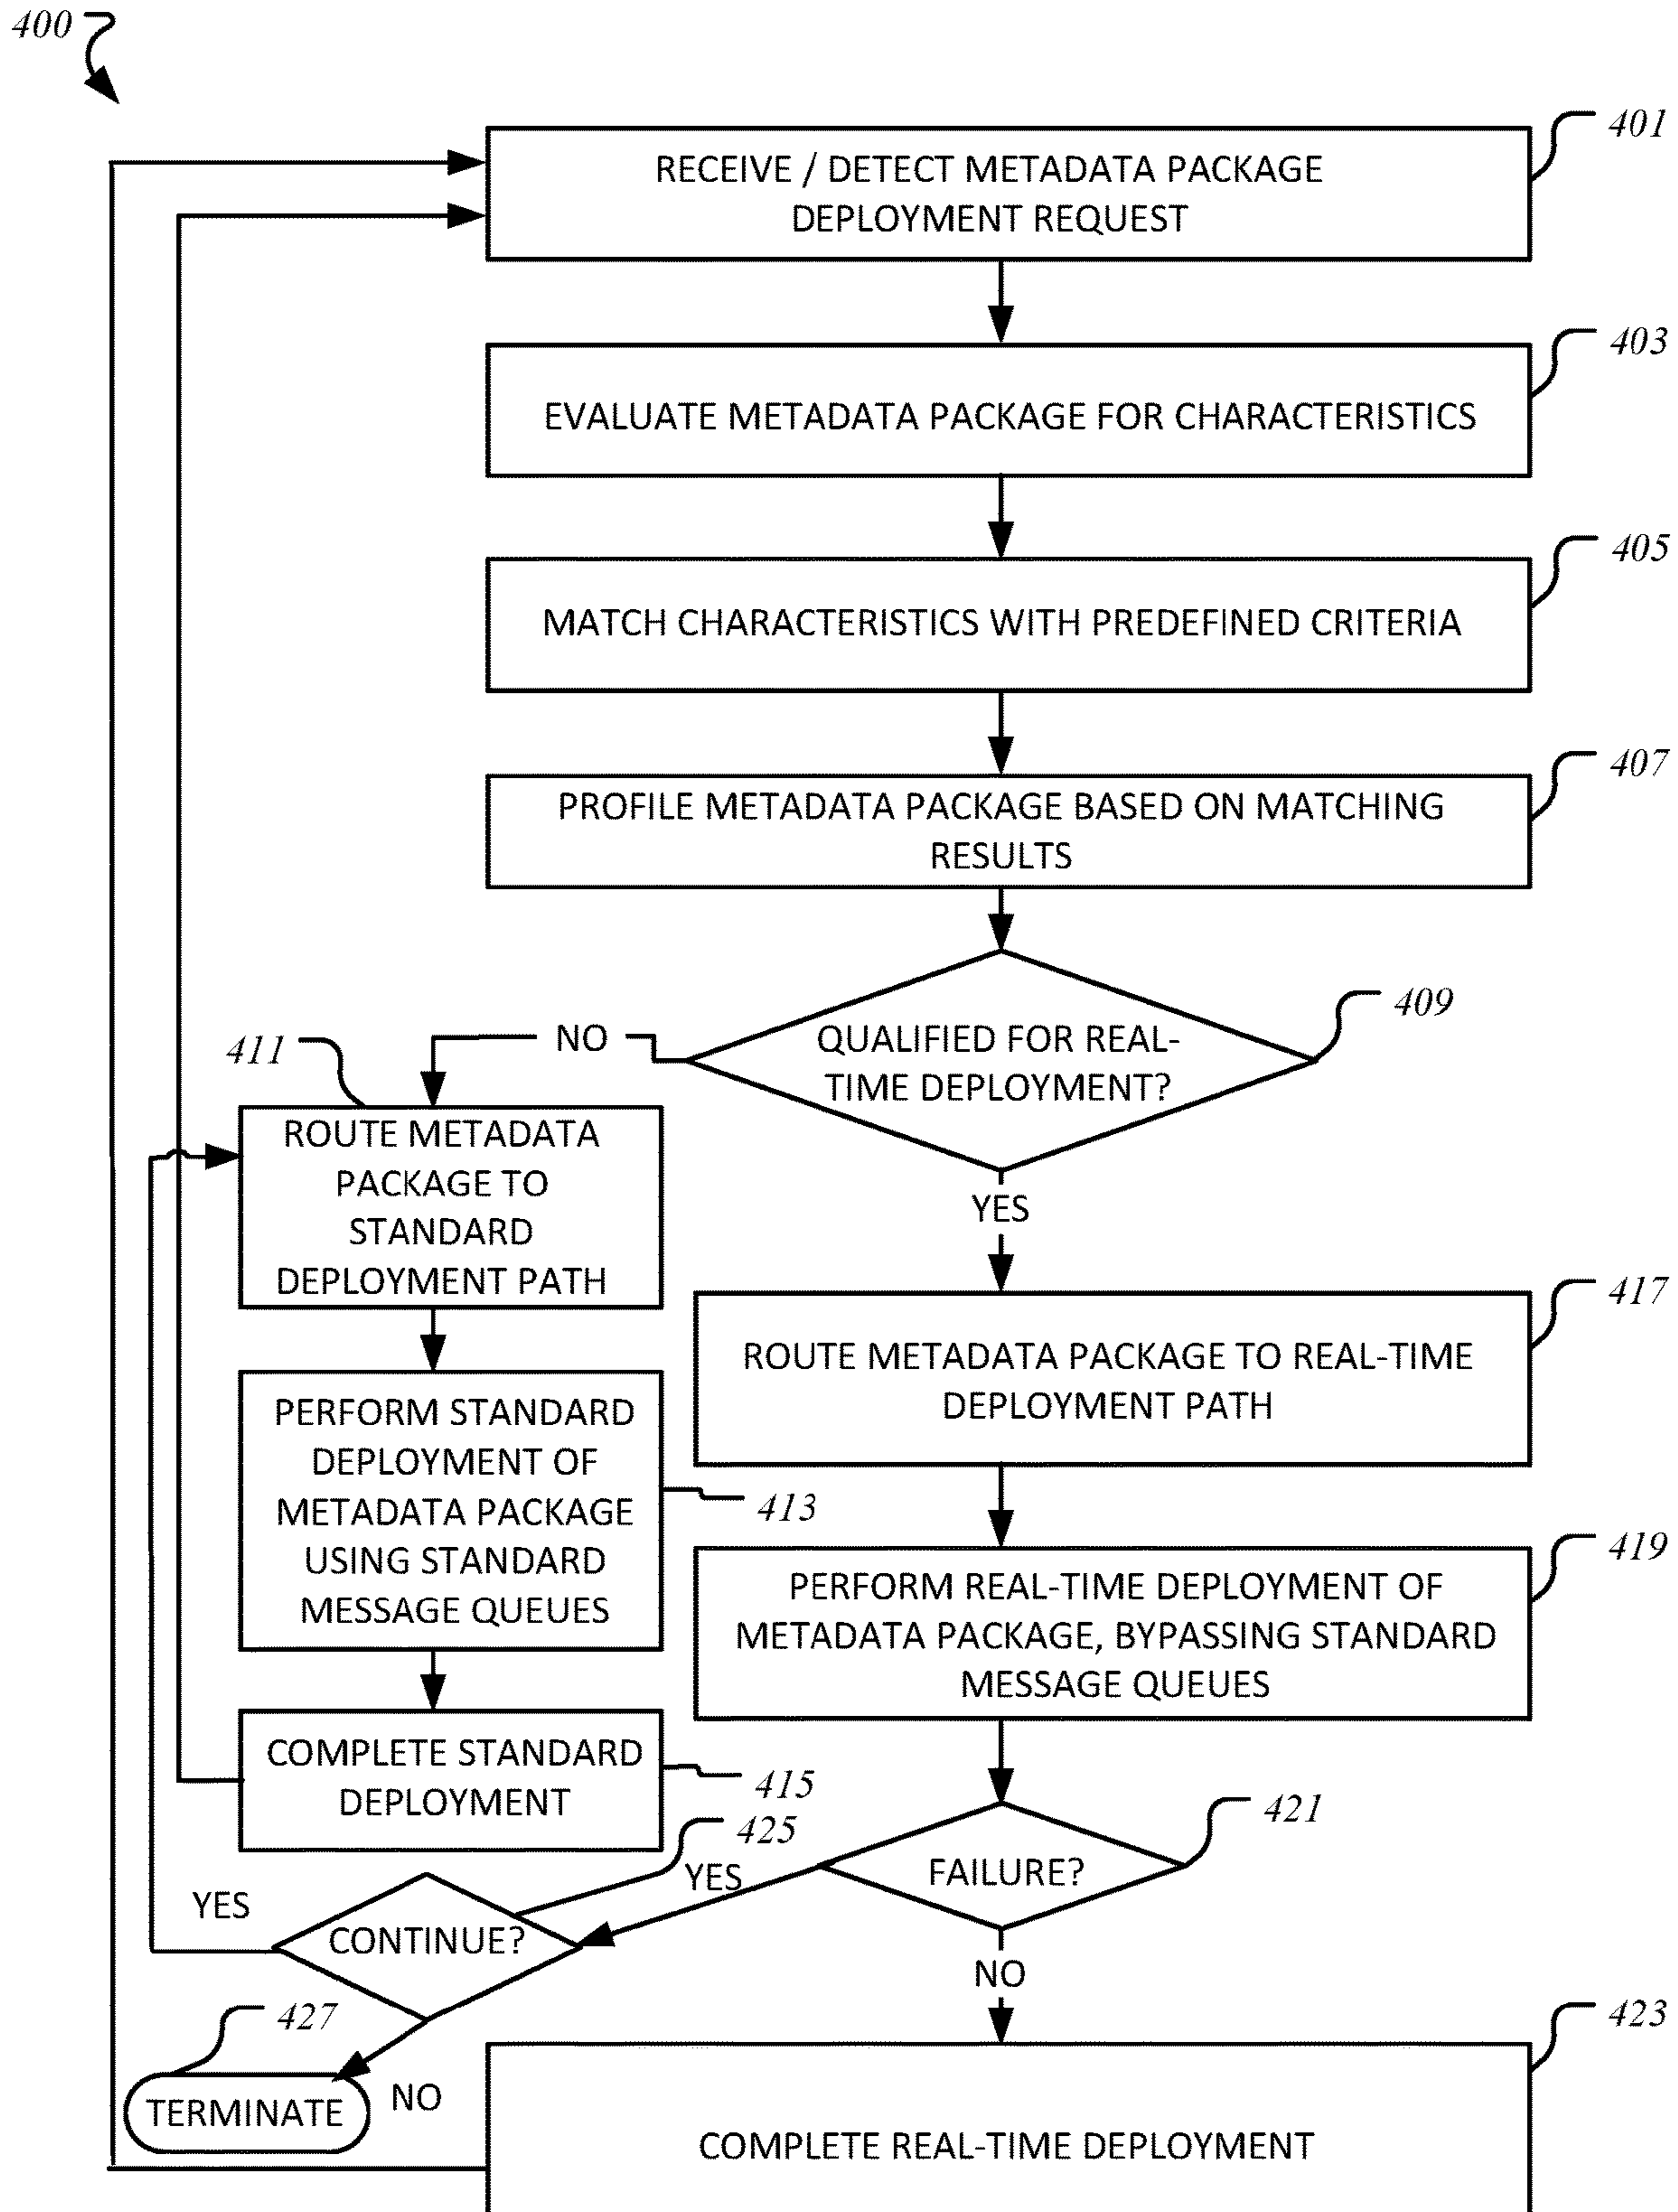 400
401
RECEIVE / DETECT METADATA PACKAGE
DEPLOYMENT REQUEST
403
EVALUATE METADATA PACKAGE FOR CHARACTERISTICS
405
MATCH CHARACTERISTICS WITH PREDEFINED CRITERIA
407
PROFILE METADATA PACKAGE BASED ON MATCHING
RESULTS
409
QUALIFIED FOR REAL-
TIME DEPLOYMENT?
NO
411
ROUTE METADATA
PACKAGE TO
STANDARD
DEPLOYMENT PATH
YES
417
ROUTE METADATA PACKAGE TO REAL-TIME
DEPLOYMENT PATH
PERFORM STANDARD
DEPLOYMENT OF
METADATA PACKAGE
USING STANDARD
MESSAGE QUEUES
413
419
PERFORM REAL-TIME DEPLOYMENT OF
METADATA PACKAGE, BYPASSING STANDARD
MESSAGE QUEUES
COMPLETE STANDARD
DEPLOYMENT
415
425
421
YES
FAILURE?
YES
CONTINUE?
NO
427
423
TERMINATE
NO
COMPLETE REAL-TIME DEPLOYMENT